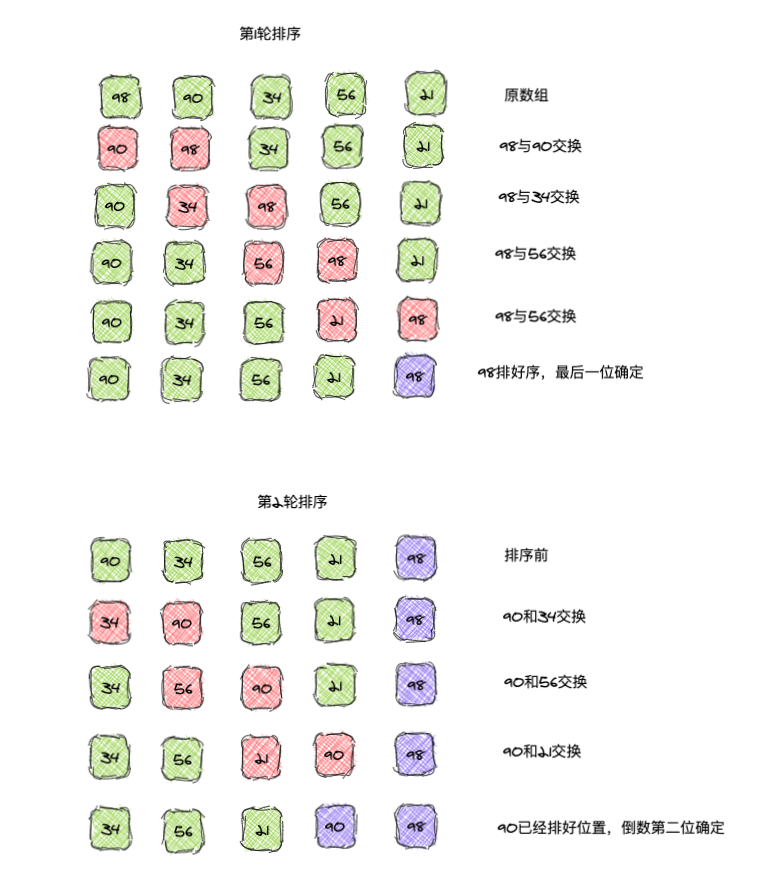 第1轮排序
98 90 34 56 21 原数组
90 98 34 56 21 98与90交换
90 34 98 56 21 98与34交换
90 34 56 98 21 98与56交换
90 34 56 21 98 98与56交换
90 34 56 21 98 98排好序，最后一位确定
第2轮排序
90 34 56 21 98 排序前
34 90 56 21 98 90和34交换
34 56 90 21 98 90和56交换
34 56 21 90 98 90和21交换
34 56 21 90 98 90已经排好位置，倒数第二位确定